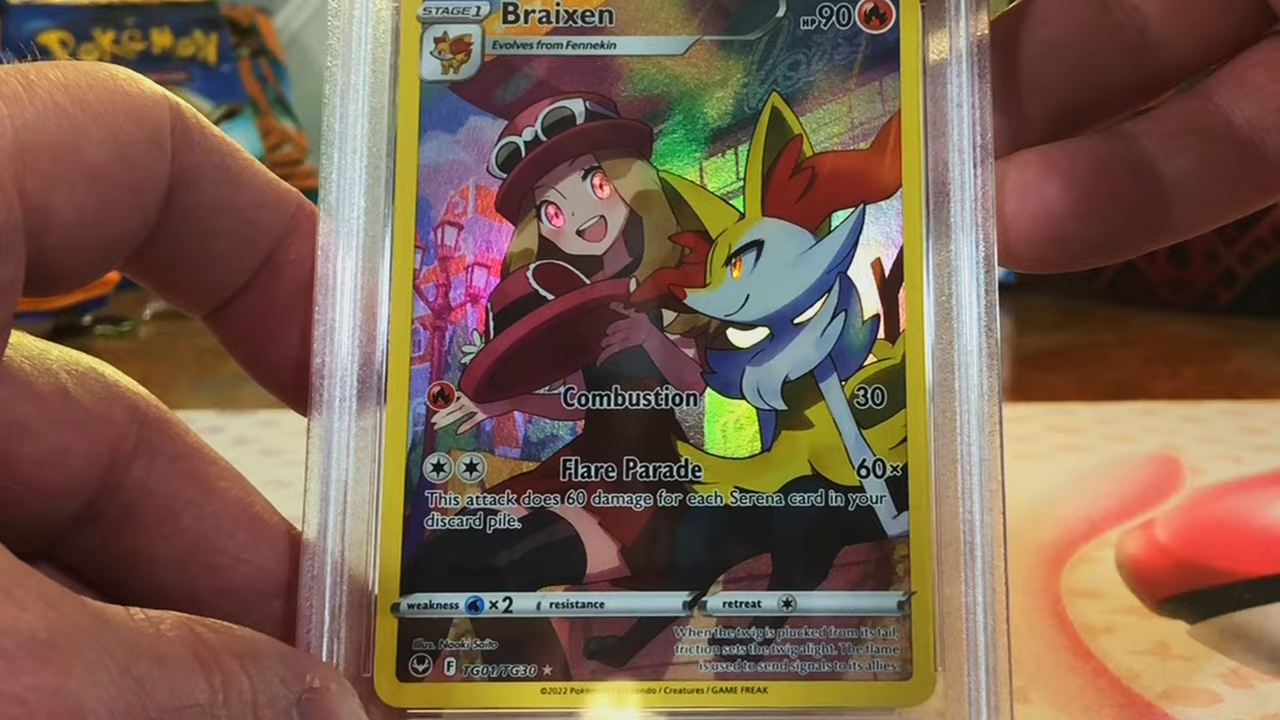 Pokémon
STAGE 1
Braixen
HP 90
Evolves from Fennekin
Combustion 30
Flare Parade 60×
This attack does 60 damage for each Serena card in your
discard pile.
weakness ×2 resistance retreat
Illus. Naoki Saito
When the twig is plucked from its tail,
friction sets the twig alight. The flame
is used to send signals to its allies.
F TG01/TG30
©2022 Pokémon / Nintendo / Creatures / GAME FREAK